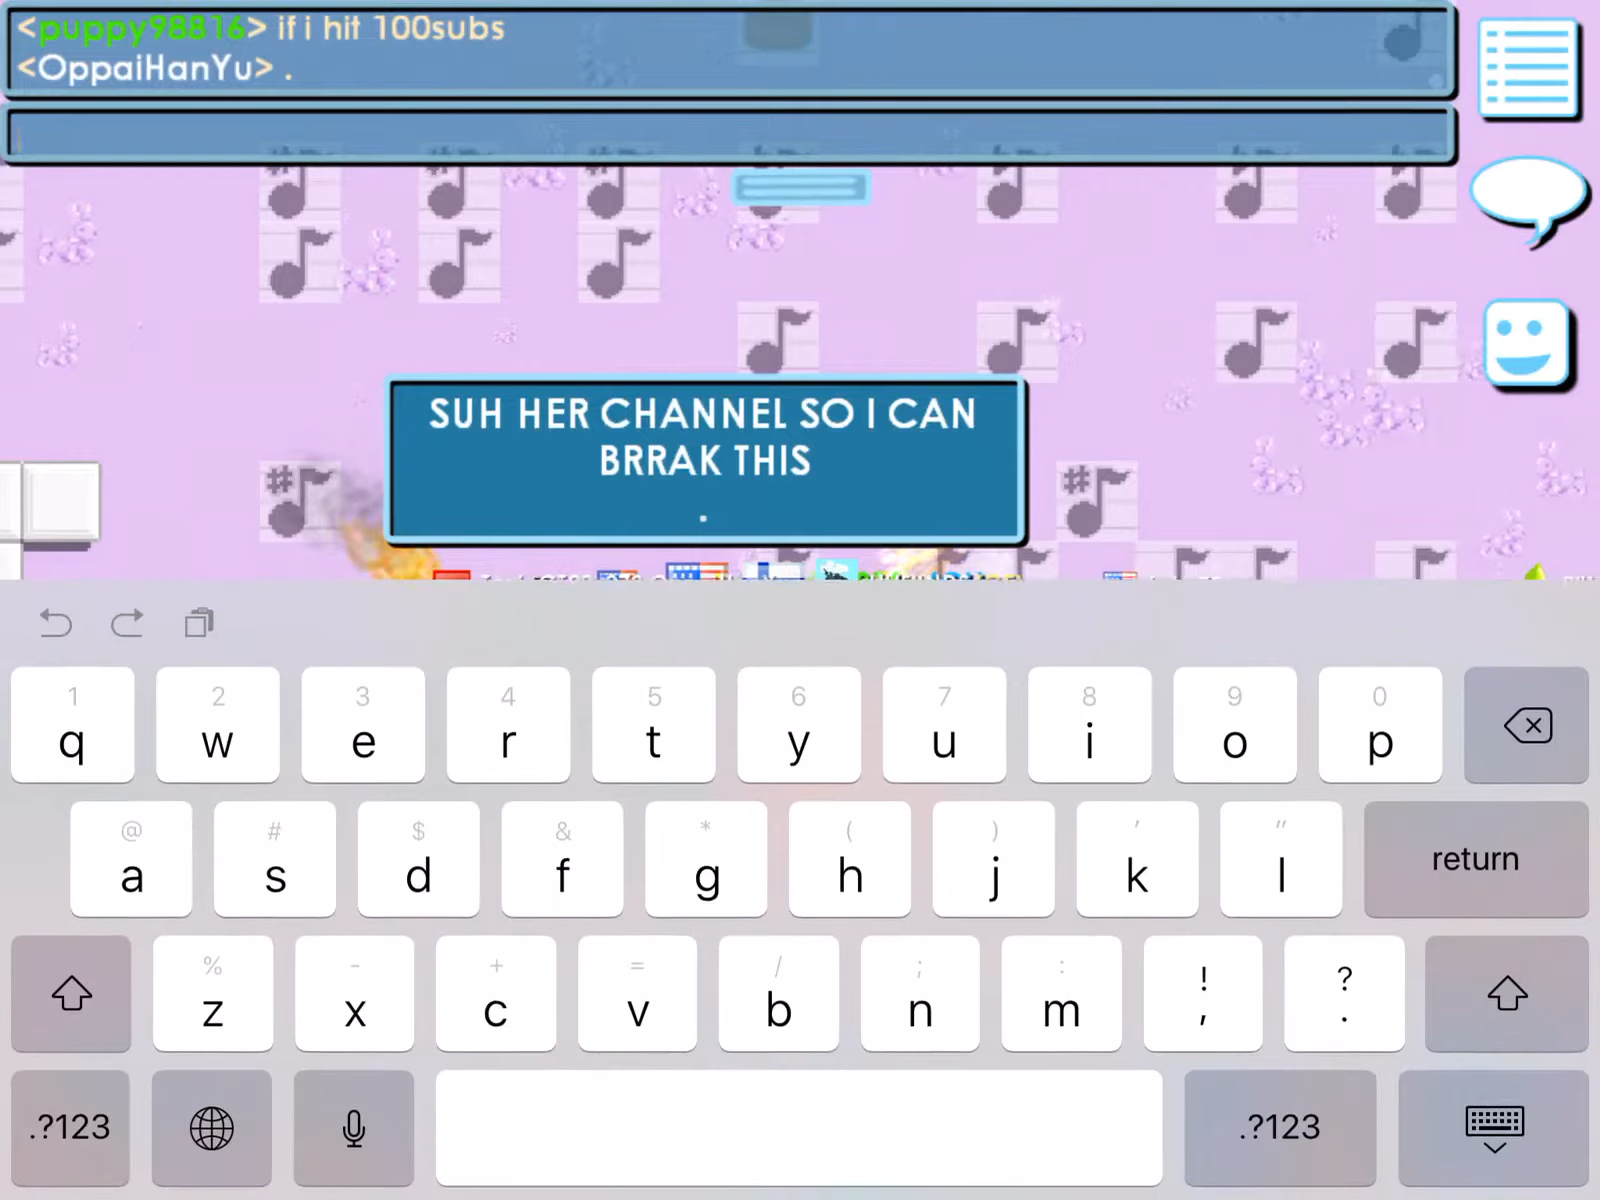 <puppy98816> if i hit 100subs
<OppaiHanYu> .
SUH HER CHANNEL SO I CAN
BRRAK THIS
.
1 2 3 4 5 6 7 8 9 0
q w e r t y u i o p
@ # $ & * ( ) ' "
a s d f g h j k l return
% - + = / ; : ! ?
z x c v b n m , .
.?123 .?123